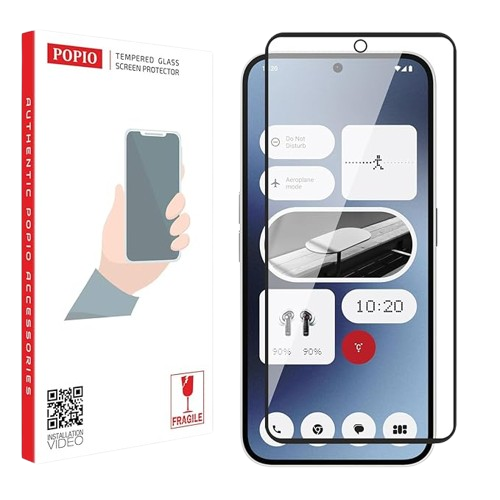 POPIO
TEMPERED GLASS
SCREEN PROTECTOR
AUTHENTIC POPIO ACCESSORIES
INSTALLATION
VIDEO
FRAGILE
Do Not
Disturb
Aeroplane
mode
10:20
90%
90%